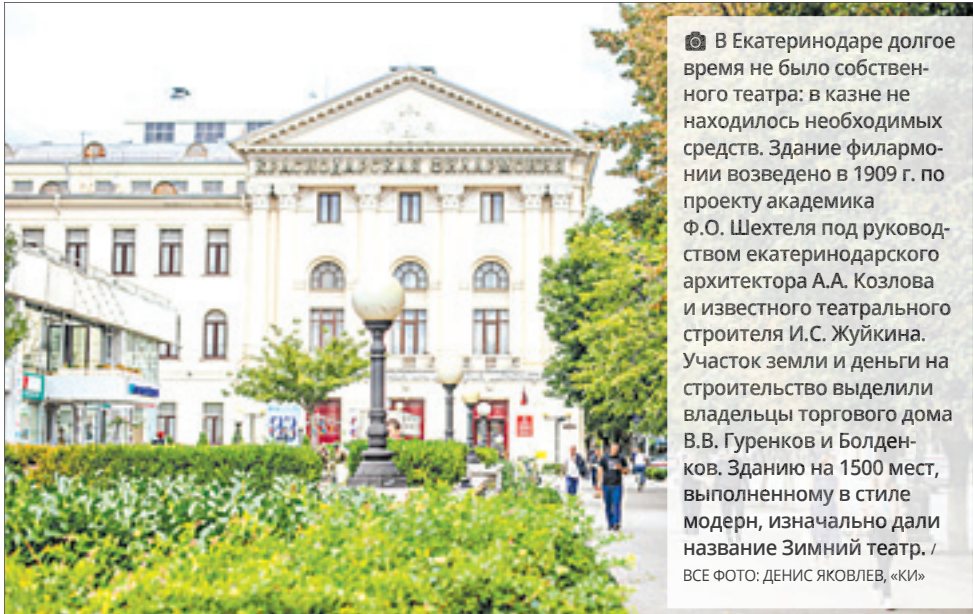 КРАСНОДАРСКАЯ ФИЛАРМОНИЯ
В Екатеринодаре долгое
время не было собствен-
ного театра: в казне не
находилось необходимых
средств. Здание филармо-
нии возведено в 1909 г. по
проекту академика
Ф.О. Шехтеля под руковод-
ством екатеринодарского
архитектора А.А. Козлова
и известного театрального
строителя И.С. Жуйкина.
Участок земли и деньги на
строительство выделили
владельцы торгового дома
В.В. Гуренков и Болден-
ков. Зданию на 1500 мест,
выполненному в стиле
модерн, изначально дали
название Зимний театр. /
ВСЕ ФОТО: ДЕНИС ЯКОВЛЕВ, «КИ»